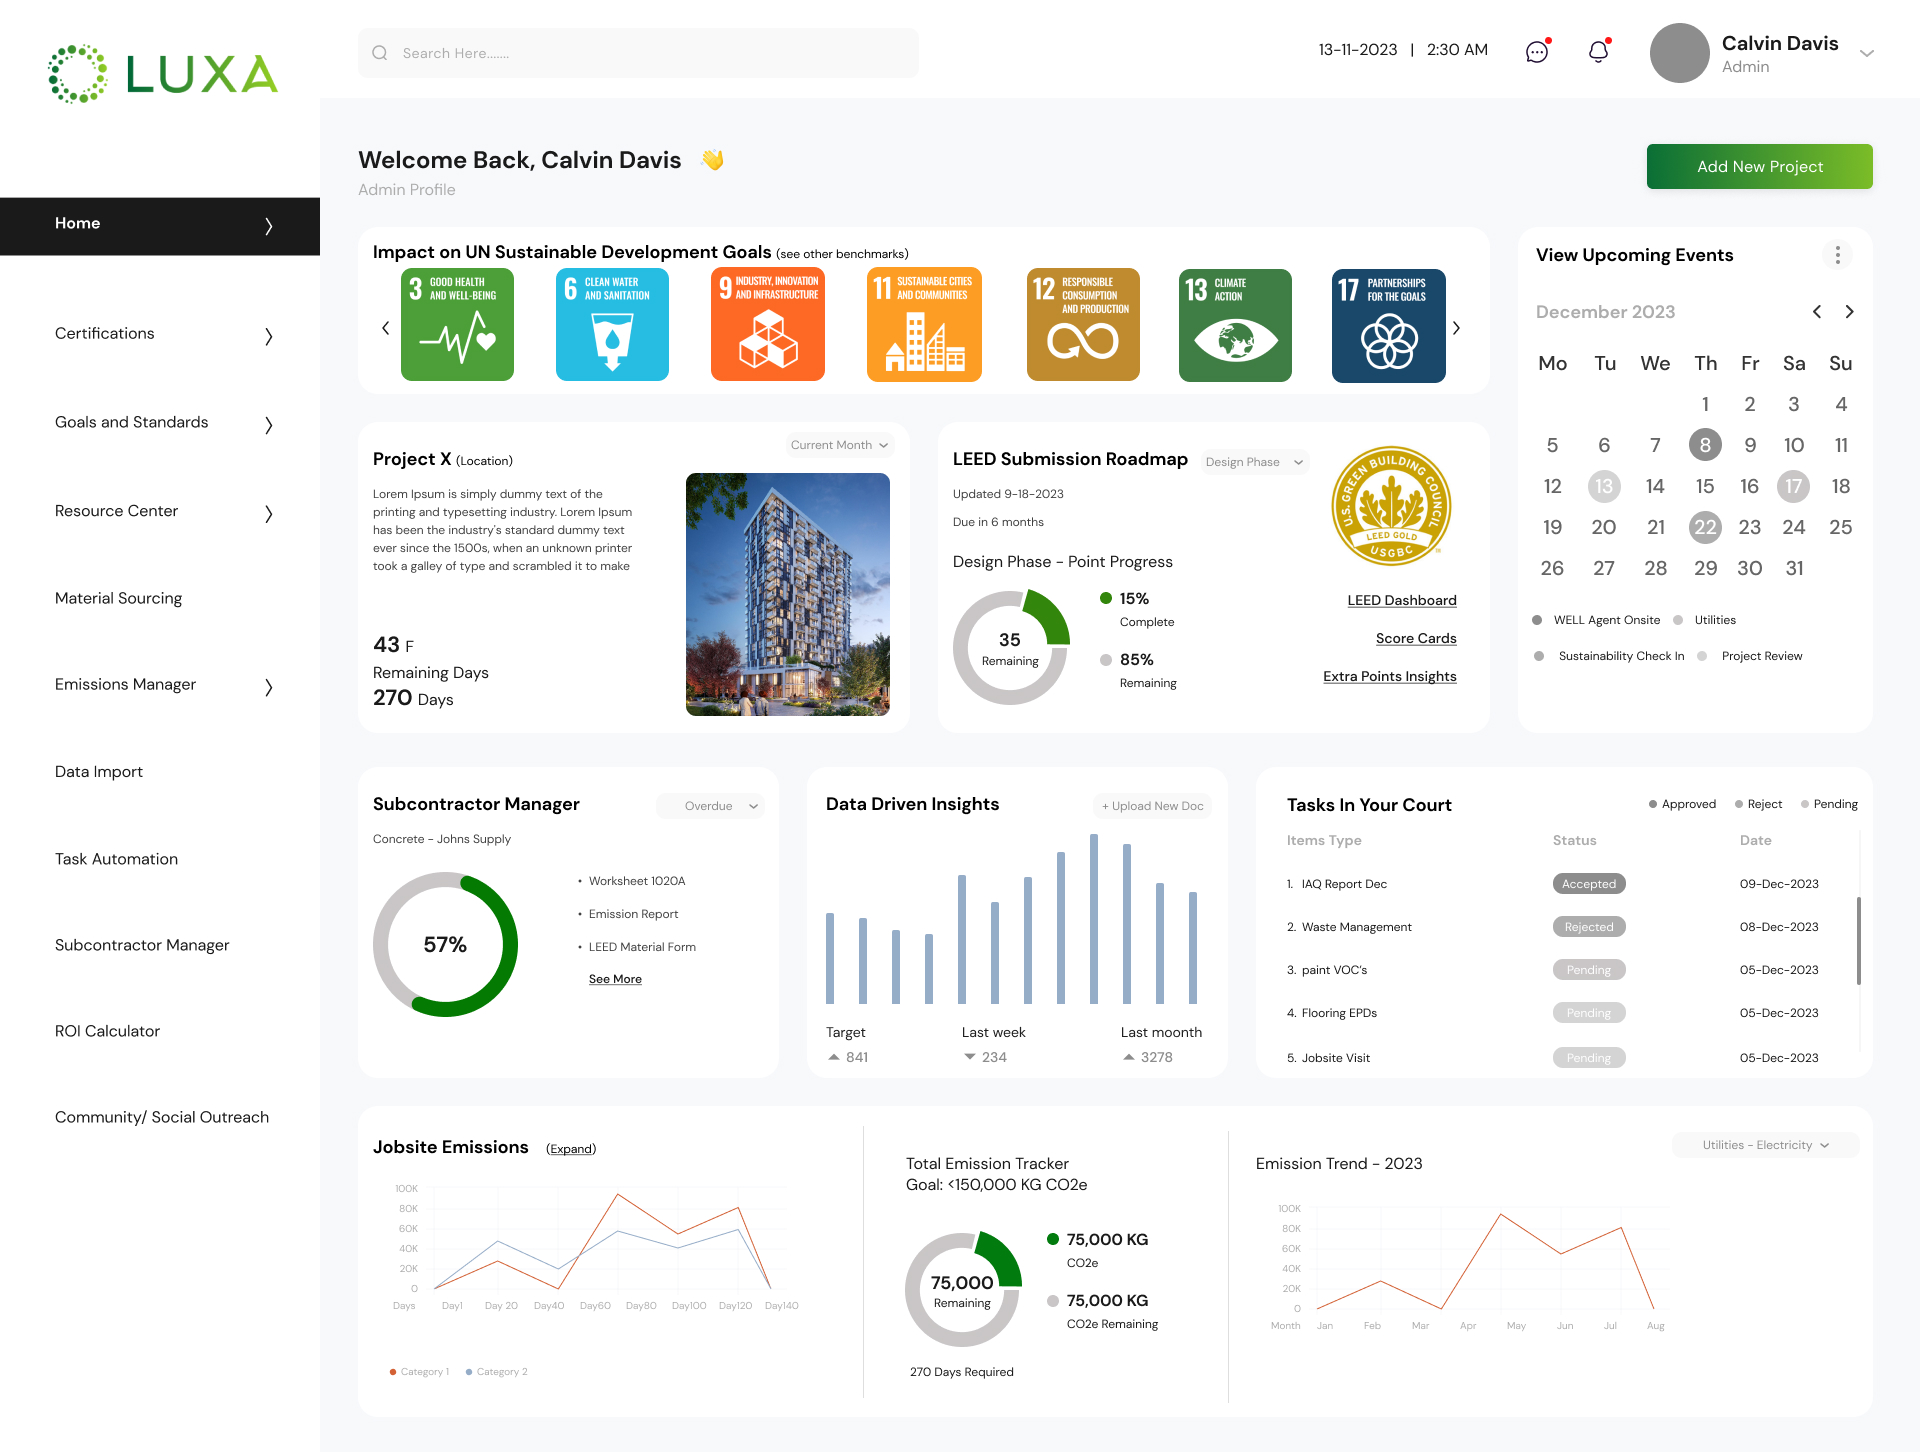 LUXA
Search Here.......
13-11-2023 | 2:30 AM
Calvin Davis
Admin
Home
Certifications
Goals and Standards
Resource Center
Material Sourcing
Emissions Manager
Data Import
Task Automation
Subcontractor Manager
ROI Calculator
Community/ Social Outreach
Welcome Back, Calvin Davis 👋
Admin Profile
Add New Project
Impact on UN Sustainable Development Goals (see other benchmarks)
3 GOOD HEALTH
AND WELL-BEING
6 CLEAN WATER
AND SANITATION
9 INDUSTRY, INNOVATION
AND INFRASTRUCTURE
11 SUSTAINABLE CITIES
AND COMMUNITIES
12 RESPONSIBLE
CONSUMPTION
AND PRODUCTION
13 CLIMATE
ACTION
17 PARTNERSHIPS
FOR THE GOALS
View Upcoming Events
December 2023
Mo Tu We Th Fr Sa Su
1 2 3 4
5 6 7 8 9 10 11
12 13 14 15 16 17 18
19 20 21 22 23 24 25
26 27 28 29 30 31
WELL Agent Onsite Utilities
Sustainability Check In Project Review
Current Month
Project X (Location)
Lorem Ipsum is simply dummy text of the
printing and typesetting industry. Lorem Ipsum
has been the industry's standard dummy text
ever since the 1500s, when an unknown printer
took a galley of type and scrambled it to make
43 F
Remaining Days
270 Days
LEED Submission Roadmap
Design Phase
Updated 9-18-2023
Due in 6 months
Design Phase - Point Progress
35
Remaining
15%
Complete
85%
Remaining
U.S. GREEN BUILDING COUNCIL
LEED GOLD
USGBC
LEED Dashboard
Score Cards
Extra Points Insights
Subcontractor Manager
Overdue
Concrete - Johns Supply
57%
• Worksheet 1020A
• Emission Report
• LEED Material Form
See More
Data Driven Insights
+ Upload New Doc
Target Last week Last moonth
841 234 3278
Tasks In Your Court
Approved Reject Pending
Items Type Status Date
1. IAQ Report Dec Accepted 09-Dec-2023
2. Waste Management Rejected 08-Dec-2023
3. paint VOC's Pending 05-Dec-2023
4. Flooring EPDs Pending 05-Dec-2023
5. Jobsite Visit Pending 05-Dec-2023
Jobsite Emissions (Expand)
100K
80K
60K
40K
20K
0
Days Day1 Day 20 Day40 Day60 Day80 Day100 Day120 Day140
Category 1 Category 2
Total Emission Tracker
Goal: <150,000 KG CO2e
75,000
Remaining
75,000 KG
CO2e
75,000 KG
CO2e Remaining
270 Days Required
Emission Trend - 2023
Utilities - Electricity
100K
80K
60K
40K
20K
0
Month Jan Feb Mar Apr May Jun Jul Aug